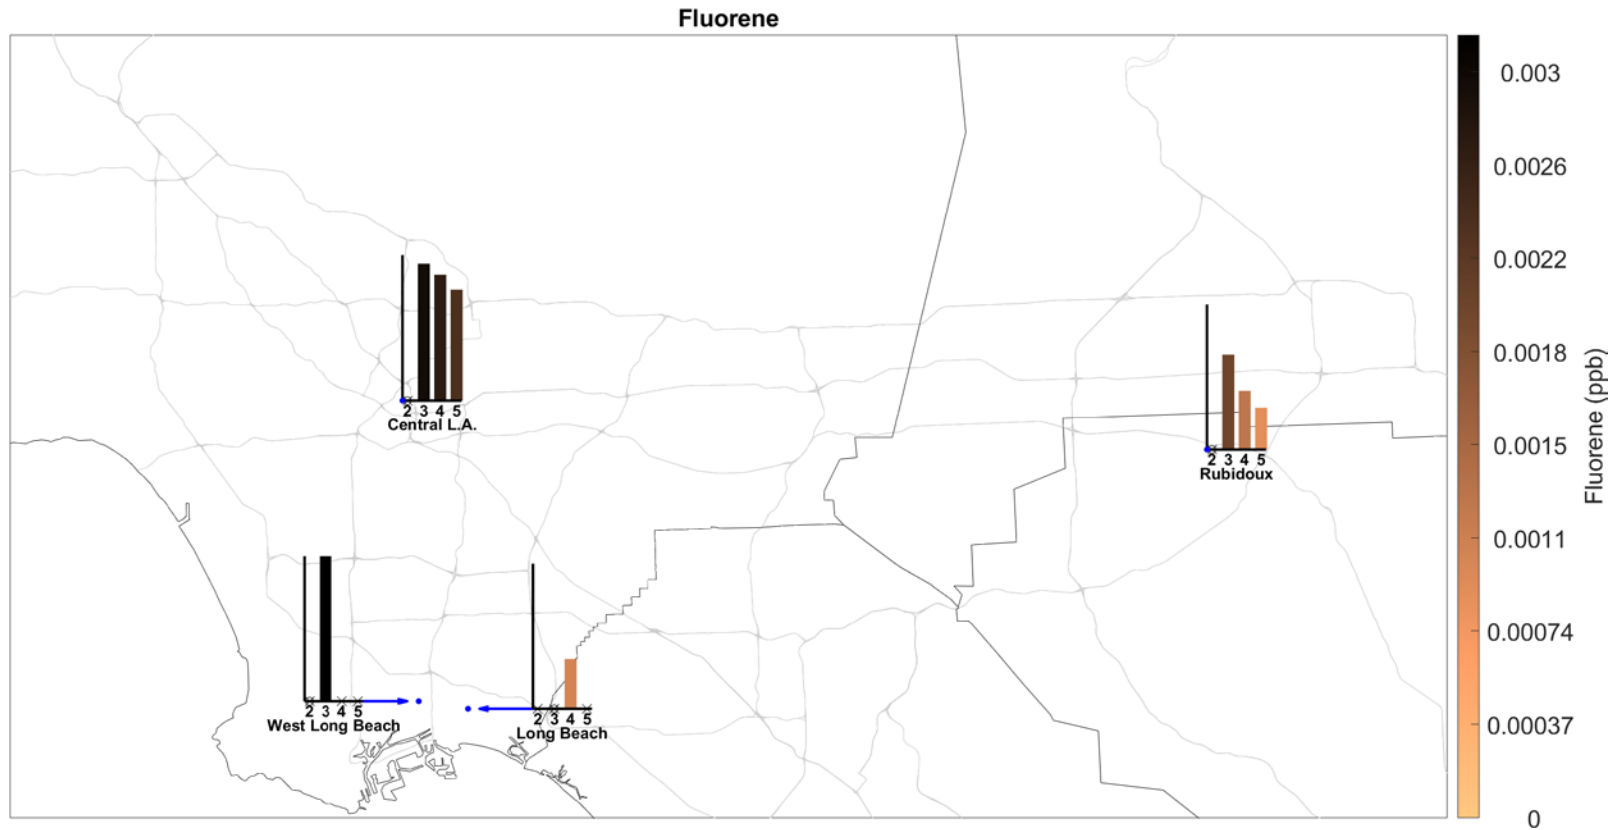 Fluorene
0.003
0.0026
0.0022
0.0018
0.0015
0.0011
0.00074
0.00037
0
Fluorene (ppb)
2 3 4 5
Central L.A.
2 3 4 5
Rubidoux
2 3 4 5
West Long Beach
2 3 4 5
Long Beach